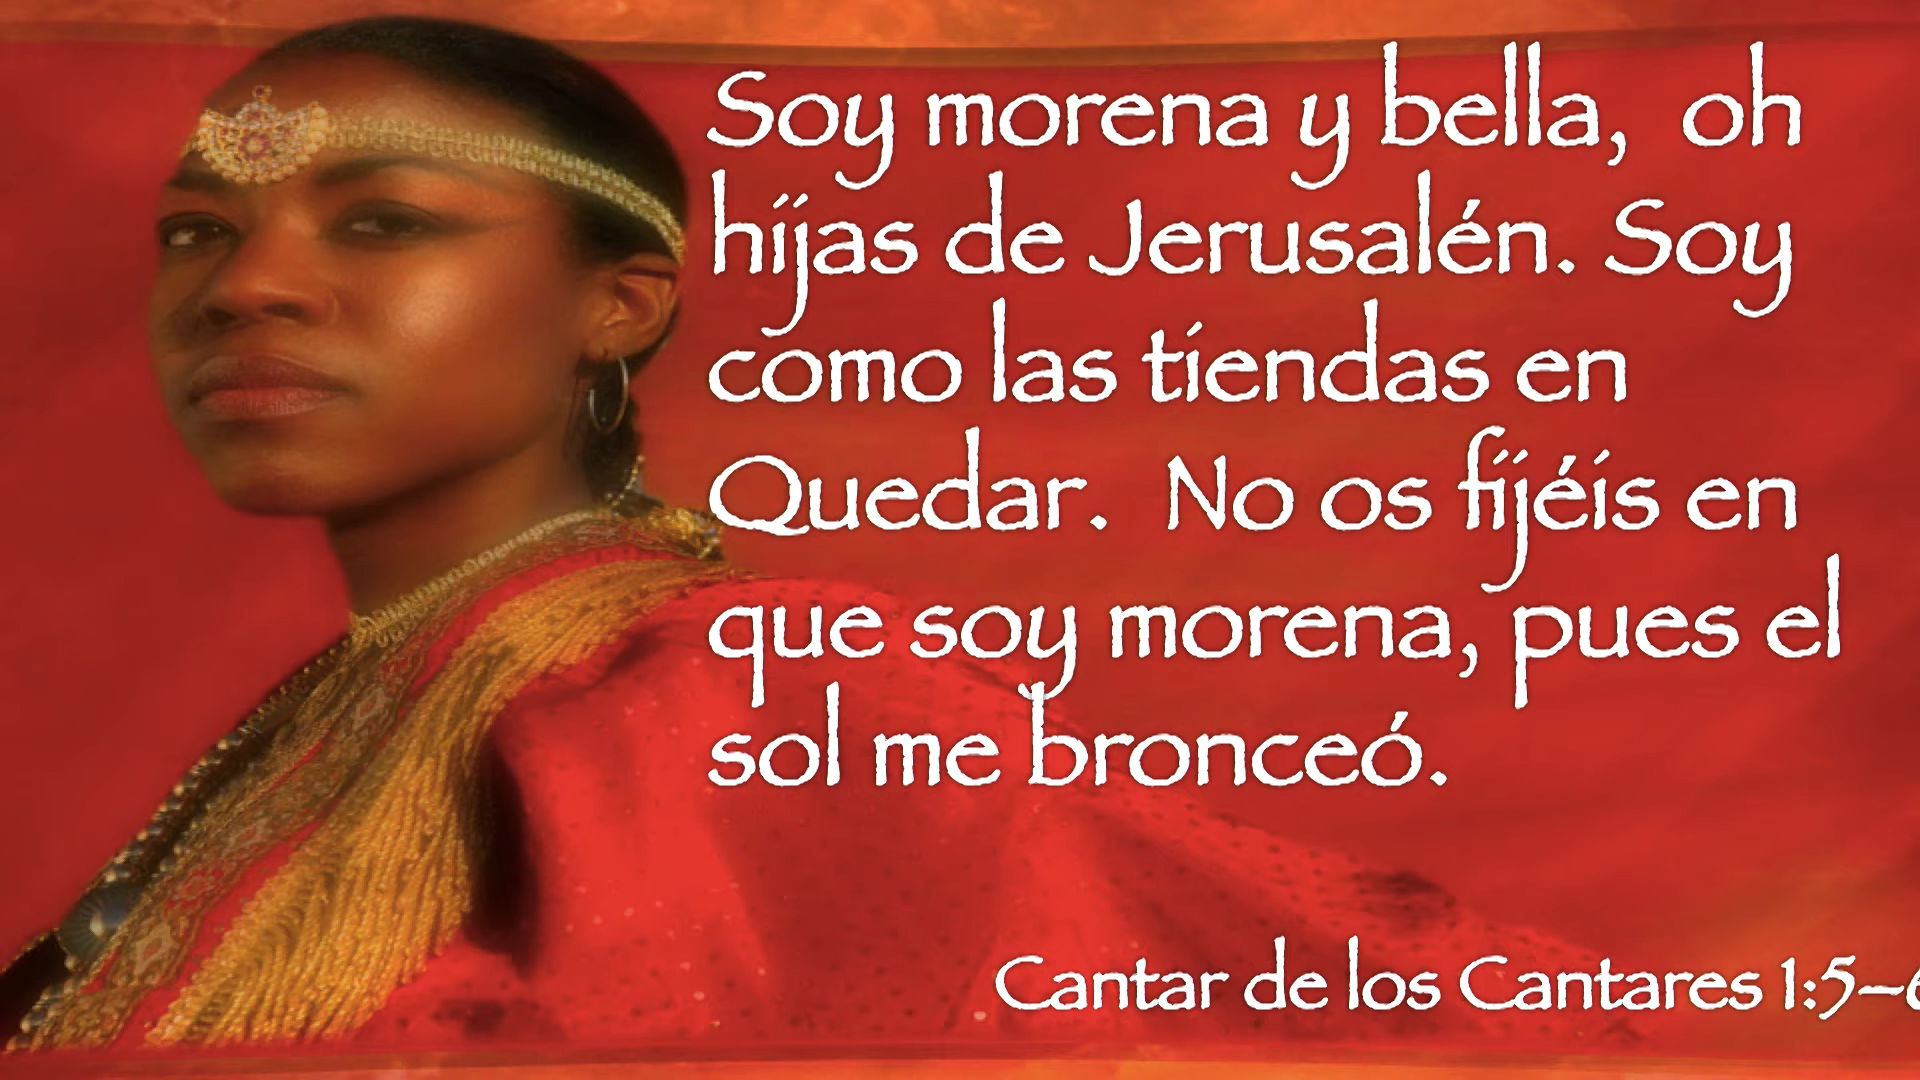 Soy morena y bella, oh
hijas de Jerusalén. Soy
como las tiendas en
Quedar. No os fijéis en
que soy morena, pues el
sol me bronceó.
Cantar de los Cantares 1:5–6